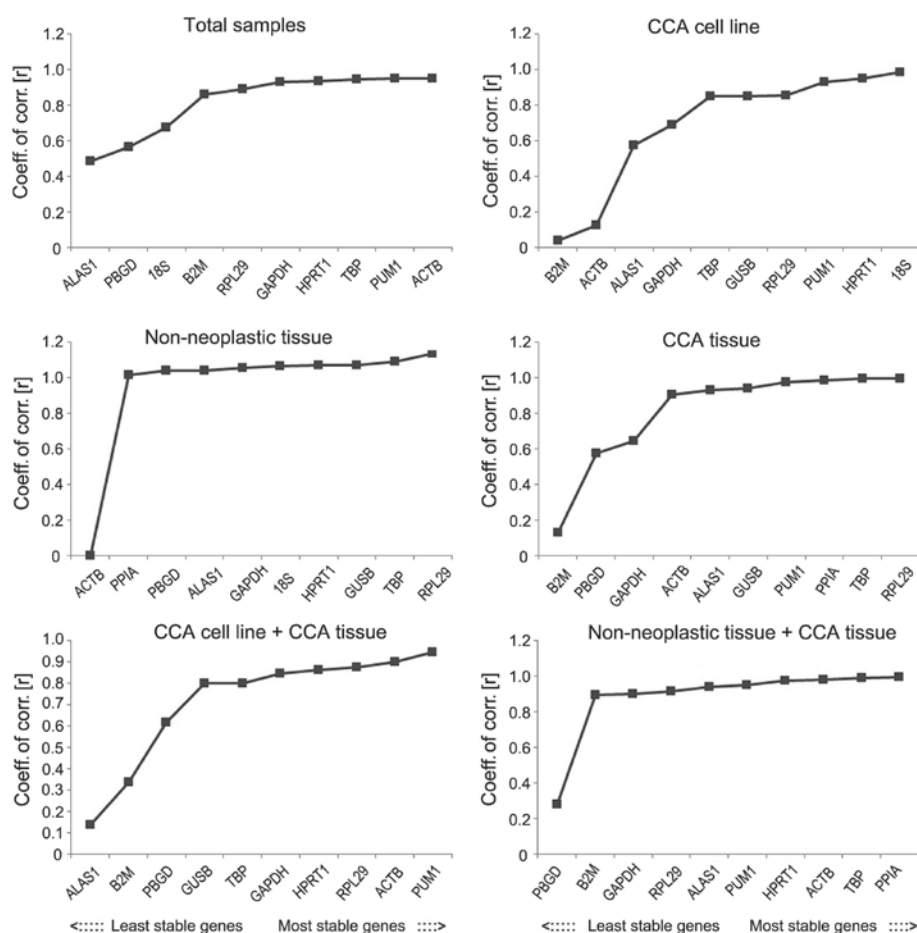 Total samples
Coeff. of corr. [r]
1.2
1.0
0.8
0.6
0.4
0.2
0
ALAS1 PBGD 18S B2M RPL29 GAPDH HPRT1 TBP PUM1 ACTB
CCA cell line
Coeff. of corr. [r]
1.2
1.0
0.8
0.6
0.4
0.2
0
B2M ACTB ALAS1 GAPDH TBP GUSB RPL29 PUM1 HPRT1 18S
Non-neoplastic tissue
Coeff. of corr. [r]
1.2
1.0
0.8
0.6
0.4
1.2
0
ACTB PPIA PBGD ALAS1 GAPDH 18S HPRT1 GUSB TBP RPL29
CCA tissue
Coeff. of corr. [r]
1.2
1.0
0.8
0.6
0.4
0.2
0
B2M PBGD GAPDH ACTB ALAS1 GUSB PUM1 PPIA TBP RPL29
CCA cell line + CCA tissue
Coeff. of corr. [r]
1.0
0.9
0.8
0.6
0.5
0.4
0.3
0.2
0.1
0
ALAS1 B2M PBGD GUSB TBP GAPDH HPRT1 RPL29 ACTB PUM1
Least stable genes Most stable genes
Non-neoplastic tissue + CCA tissue
Coeff. of corr. [r]
1.2
1.0
0.8
0.6
0.4
0.2
0
PBGD B2M GAPDH RPL29 ALAS1 PUM1 HPRT1 ACTB TBP PPIA
Least stable genes Most stable genes